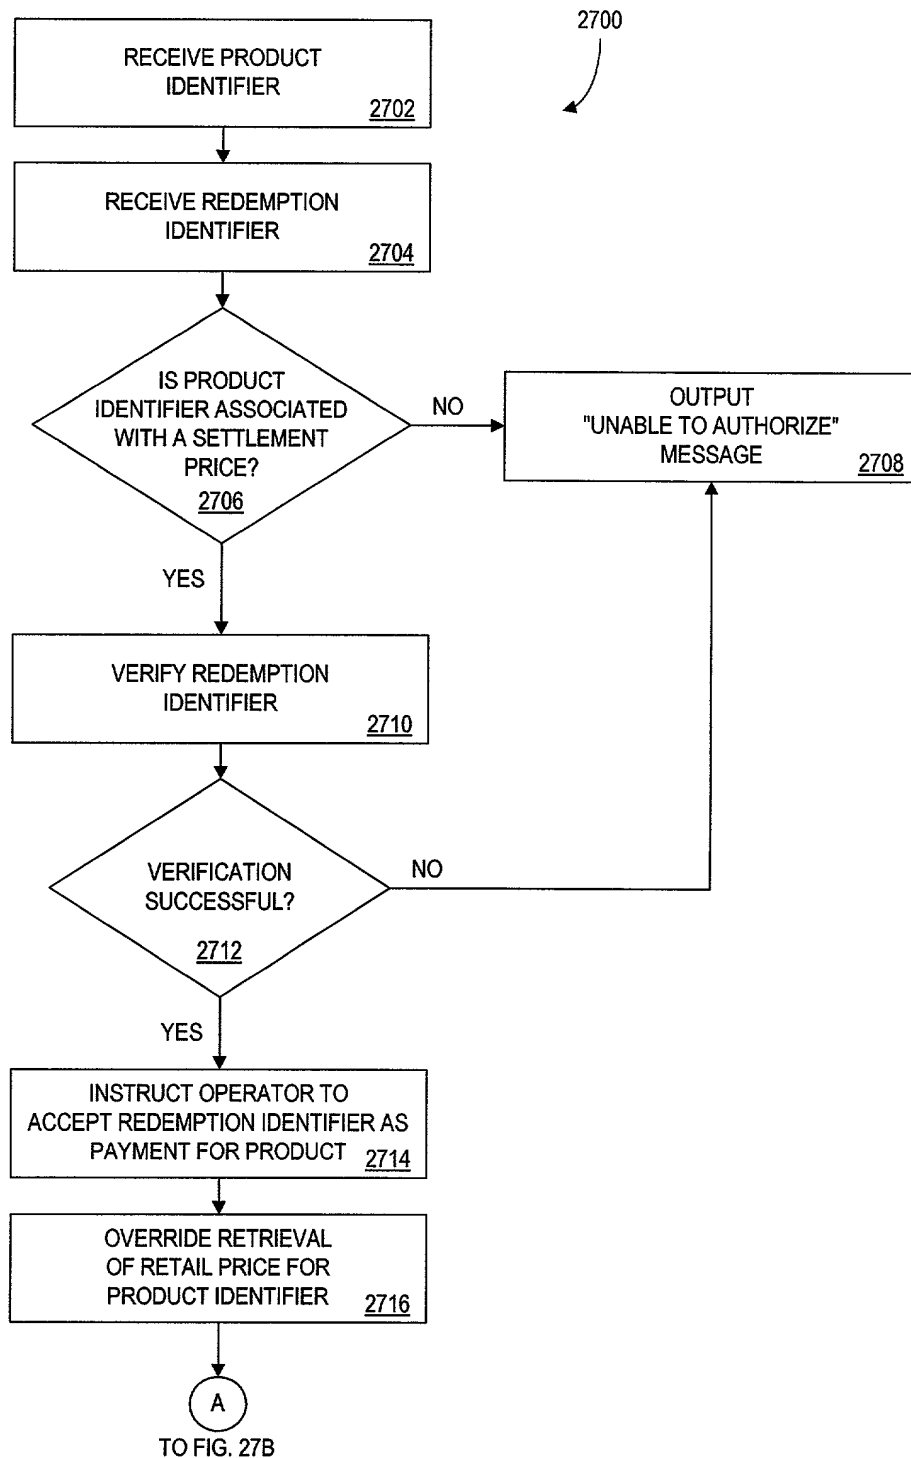 2700
RECEIVE PRODUCT
IDENTIFIER
2702
RECEIVE REDEMPTION
IDENTIFIER
2704
IS PRODUCT
IDENTIFIER ASSOCIATED
WITH A SETTLEMENT
PRICE?
2706
NO
OUTPUT
"UNABLE TO AUTHORIZE"
MESSAGE
2708
YES
VERIFY REDEMPTION
IDENTIFIER
2710
VERIFICATION
SUCCESSFUL?
2712
NO
YES
INSTRUCT OPERATOR TO
ACCEPT REDEMPTION IDENTIFIER AS
PAYMENT FOR PRODUCT
2714
OVERRIDE RETRIEVAL
OF RETAIL PRICE FOR
PRODUCT IDENTIFIER
2716
A
TO FIG. 27B